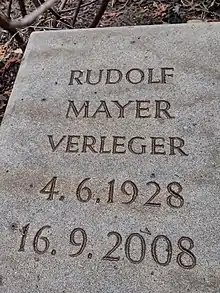 RUDOLF
MAYER
VERLEGER
4.6.1928
16.9.2008